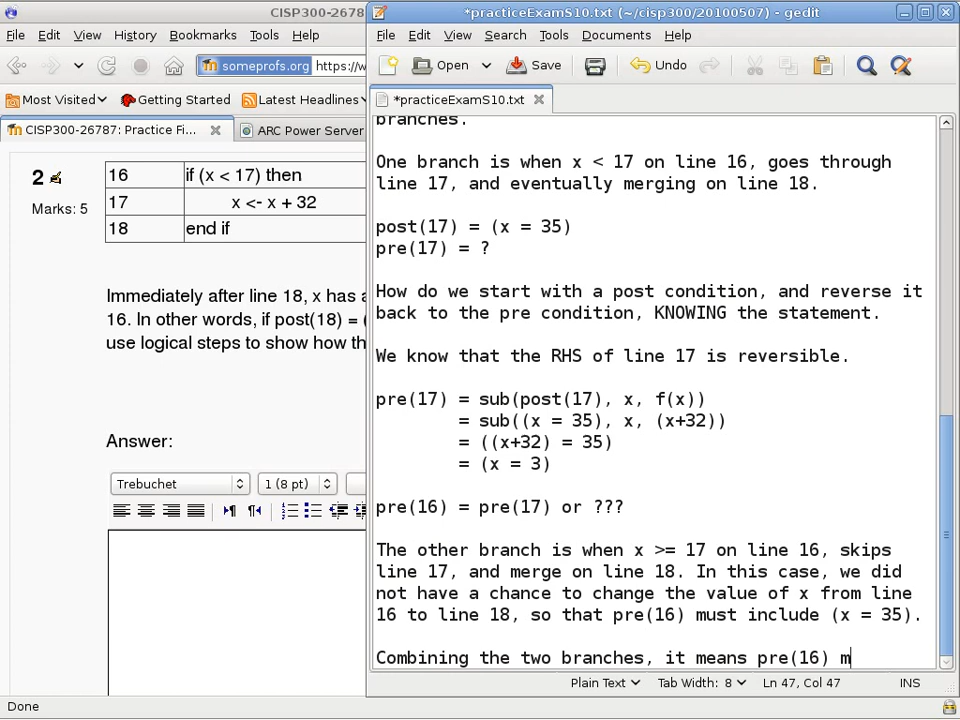 CISP300-2678
File Edit View History Bookmarks Tools Help
someprofs.org https://w
Most Visited Getting Started Latest Headlines
CISP300-26787: Practice Fi... ARC Power Server
2
Marks: 5
16 if (x < 17) then
17 x <- x + 32
18 end if
Immediately after line 18, x has a
16. In other words, if post(18) = (
use logical steps to show how th
Answer:
Trebuchet 1 (8 pt)
Done
*practiceExamS10.txt (~/cisp300/20100507) - gedit
File Edit View Search Tools Documents Help
Open Save Undo
*practiceExamS10.txt
branches.
One branch is when x < 17 on line 16, goes through
line 17, and eventually merging on line 18.
post(17) = (x = 35)
pre(17) = ?
How do we start with a post condition, and reverse it
back to the pre condition, KNOWING the statement.
We know that the RHS of line 17 is reversible.
pre(17) = sub(post(17), x, f(x))
= sub((x = 35), x, (x+32))
= ((x+32) = 35)
= (x = 3)
pre(16) = pre(17) or ???
The other branch is when x >= 17 on line 16, skips
line 17, and merge on line 18. In this case, we did
not have a chance to change the value of x from line
16 to line 18, so that pre(16) must include (x = 35).
Combining the two branches, it means pre(16) m
Plain Text Tab Width: 8 Ln 47, Col 47 INS